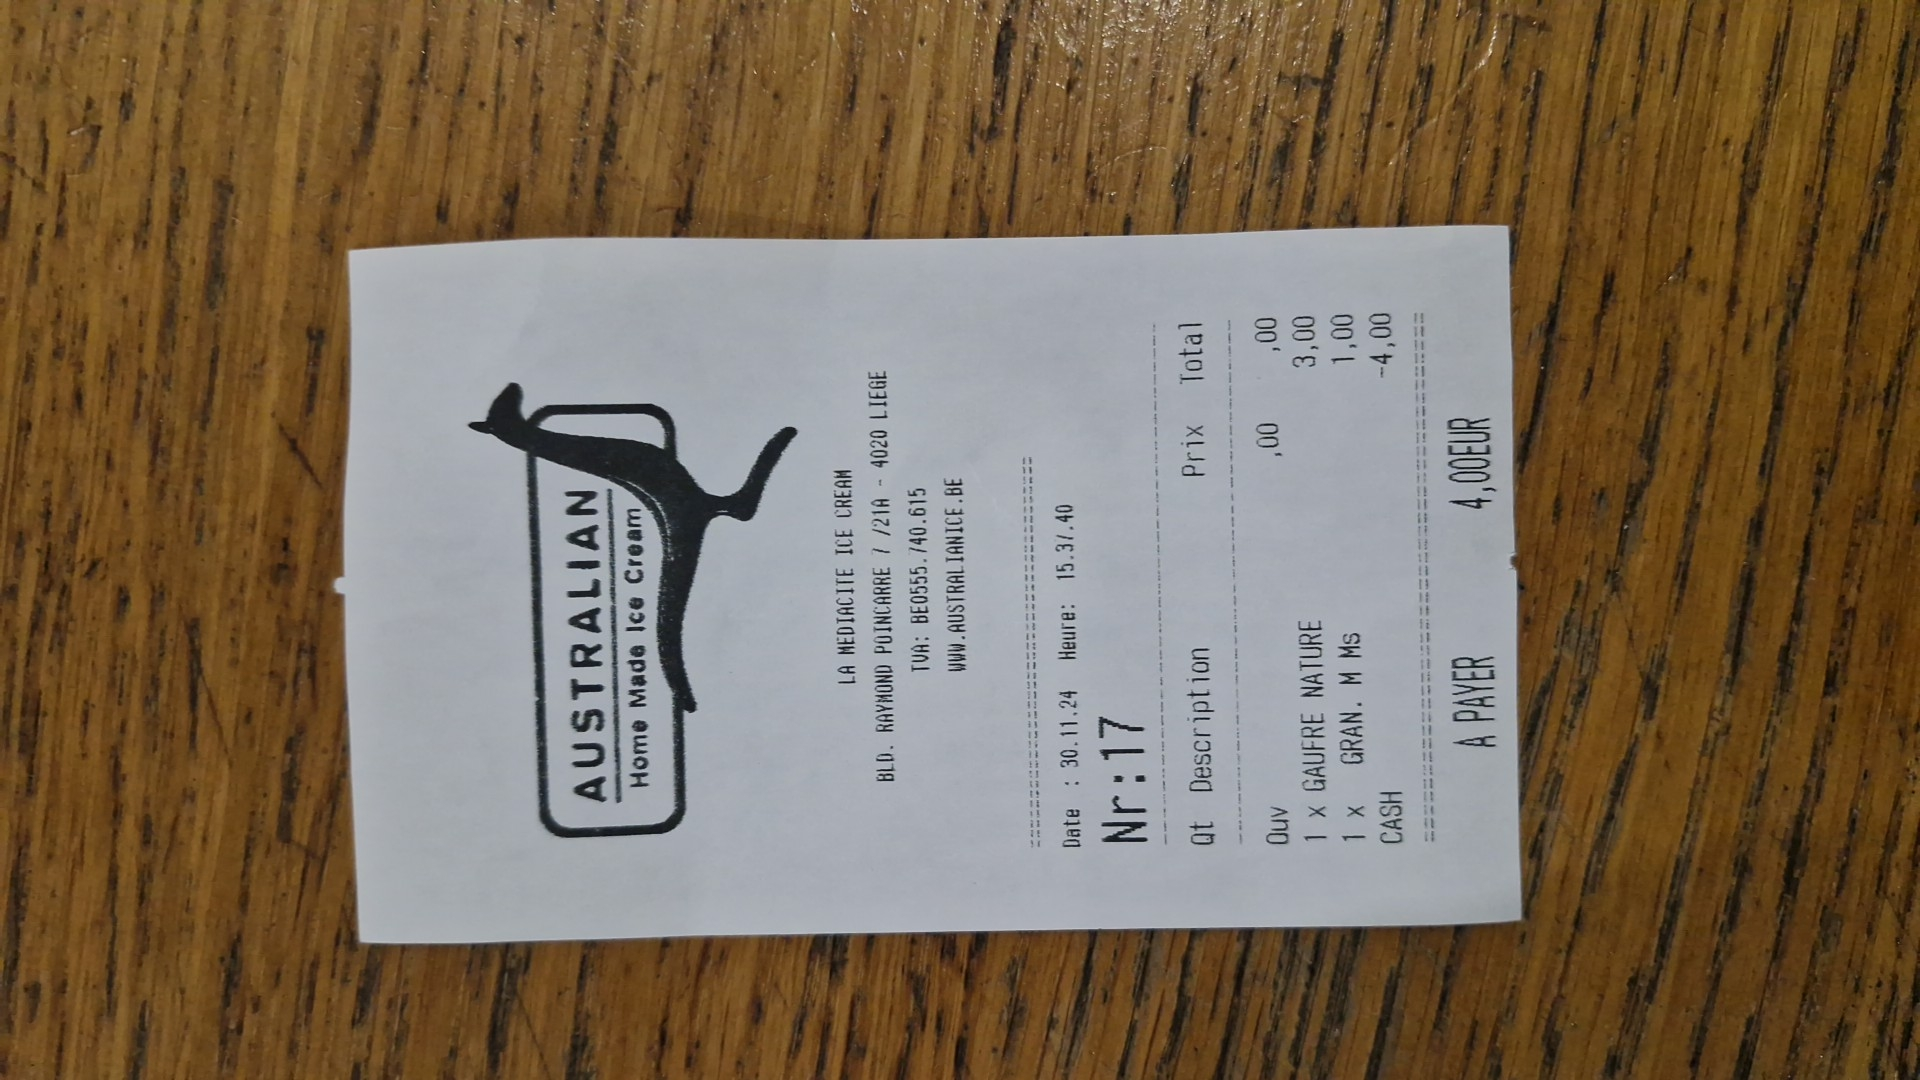 AUSTRALIAN
Home Made Ice Cream
LA MEDIACITE ICE CREAM
BLD. RAYMOND POINCARRE 7 /21A - 4020 LIEGE
TVA: BE0555.740.615
WWW.AUSTRALIANICE.BE
Date : 30.11.24 Heure: 15.37.40
Nr:17
Qt Description Prix Total
Ouv ,00 ,00
1 x GAUFRE NATURE 3,00
1 x GRAN. M Ms 1,00
CASH -4,00
A PAYER 4,00EUR